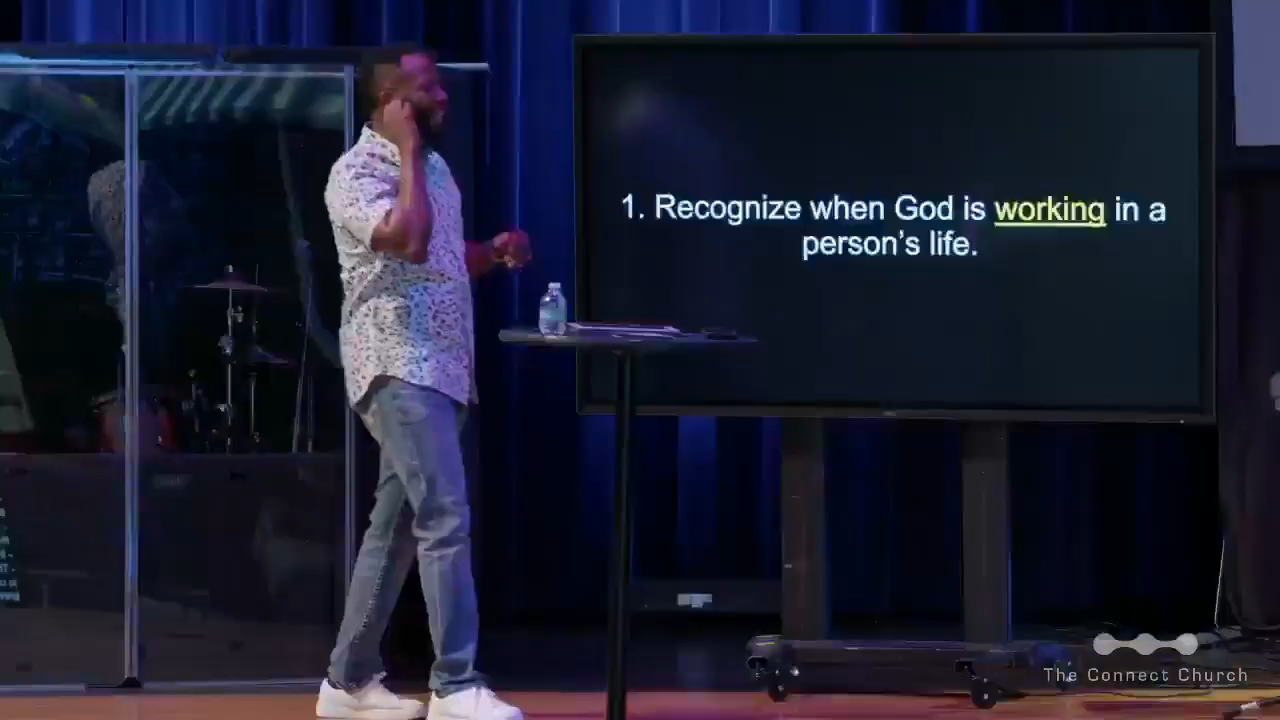 1. Recognize when God is working in a
person’s life.
The Connect Church